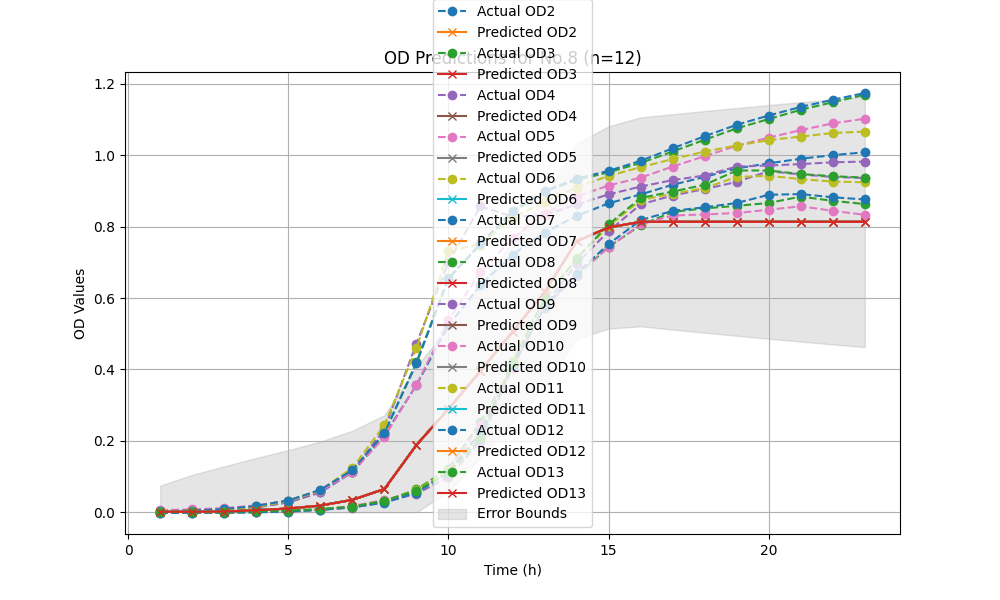 OD Predictions for No.8 (n=12)
Actual OD2
Predicted OD2
Actual OD3
Predicted OD3
Actual OD4
Predicted OD4
Actual OD5
Predicted OD5
Actual OD6
Predicted OD6
Actual OD7
Predicted OD7
Actual OD8
Predicted OD8
Actual OD9
Predicted OD9
Actual OD10
Predicted OD10
Actual OD11
Predicted OD11
Actual OD12
Predicted OD12
Actual OD13
Predicted OD13
Error Bounds
OD Values
1.2
1.0
0.8
0.6
0.4
0.2
0.0
0
5
10
15
20
Time (h)